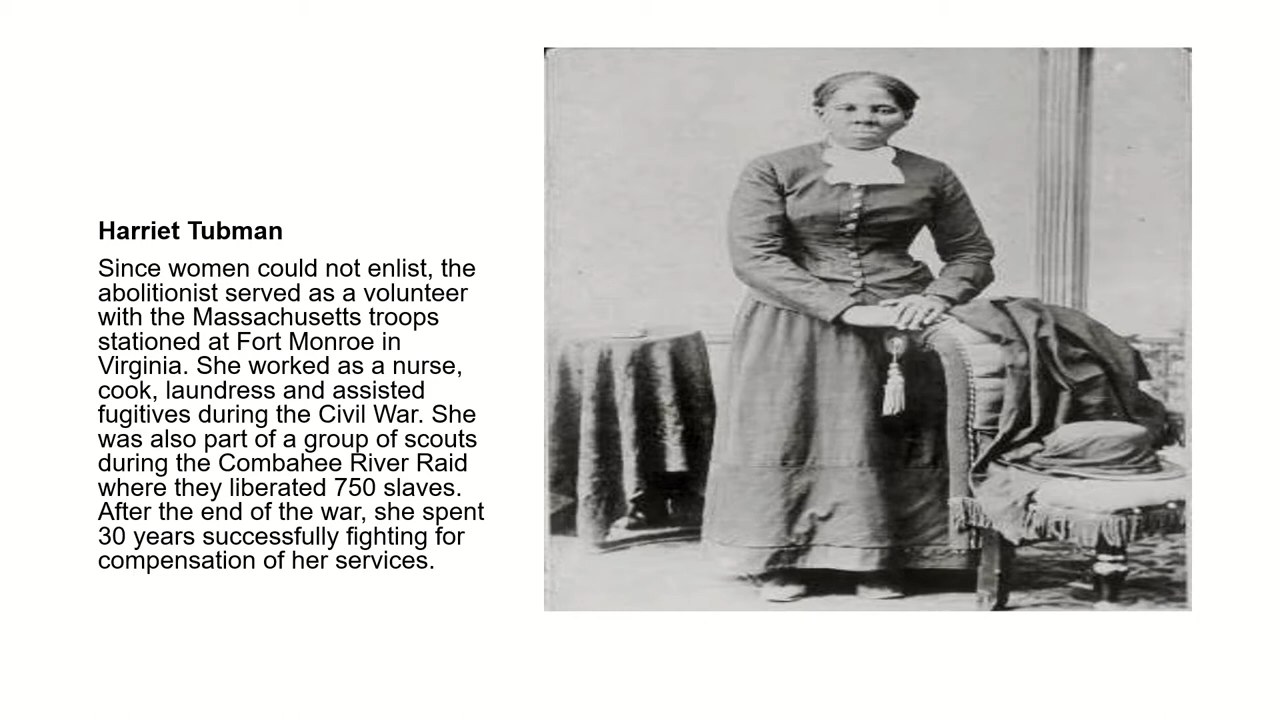 Harriet Tubman
Since women could not enlist, the
abolitionist served as a volunteer
with the Massachusetts troops
stationed at Fort Monroe in
Virginia. She worked as a nurse,
cook, laundress and assisted
fugitives during the Civil War. She
was also part of a group of scouts
during the Combahee River Raid
where they liberated 750 slaves.
After the end of the war, she spent
30 years successfully fighting for
compensation of her services.